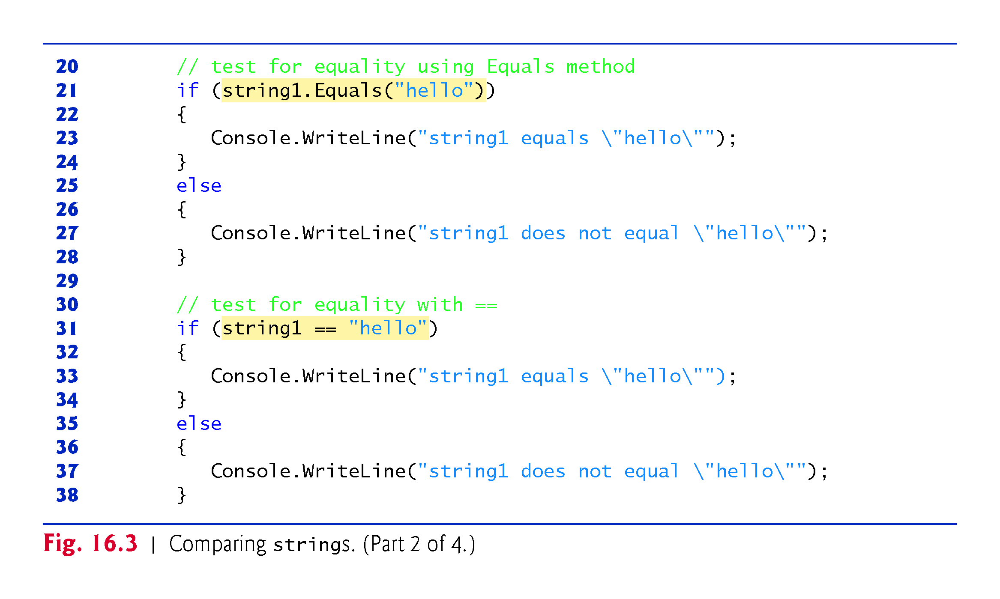 20 // test for equality using Equals method
21 if (string1.Equals("hello"))
22 {
23 Console.WriteLine("string1 equals \"hello\"");
24 }
25 else
26 {
27 Console.WriteLine("string1 does not equal \"hello\"");
28 }
29
30 // test for equality with ==
31 if (string1 == "hello")
32 {
33 Console.WriteLine("string1 equals \"hello\"");
34 }
35 else
36 {
37 Console.WriteLine("string1 does not equal \"hello\"");
38 }
Fig. 16.3 | Comparing strings. (Part 2 of 4.)